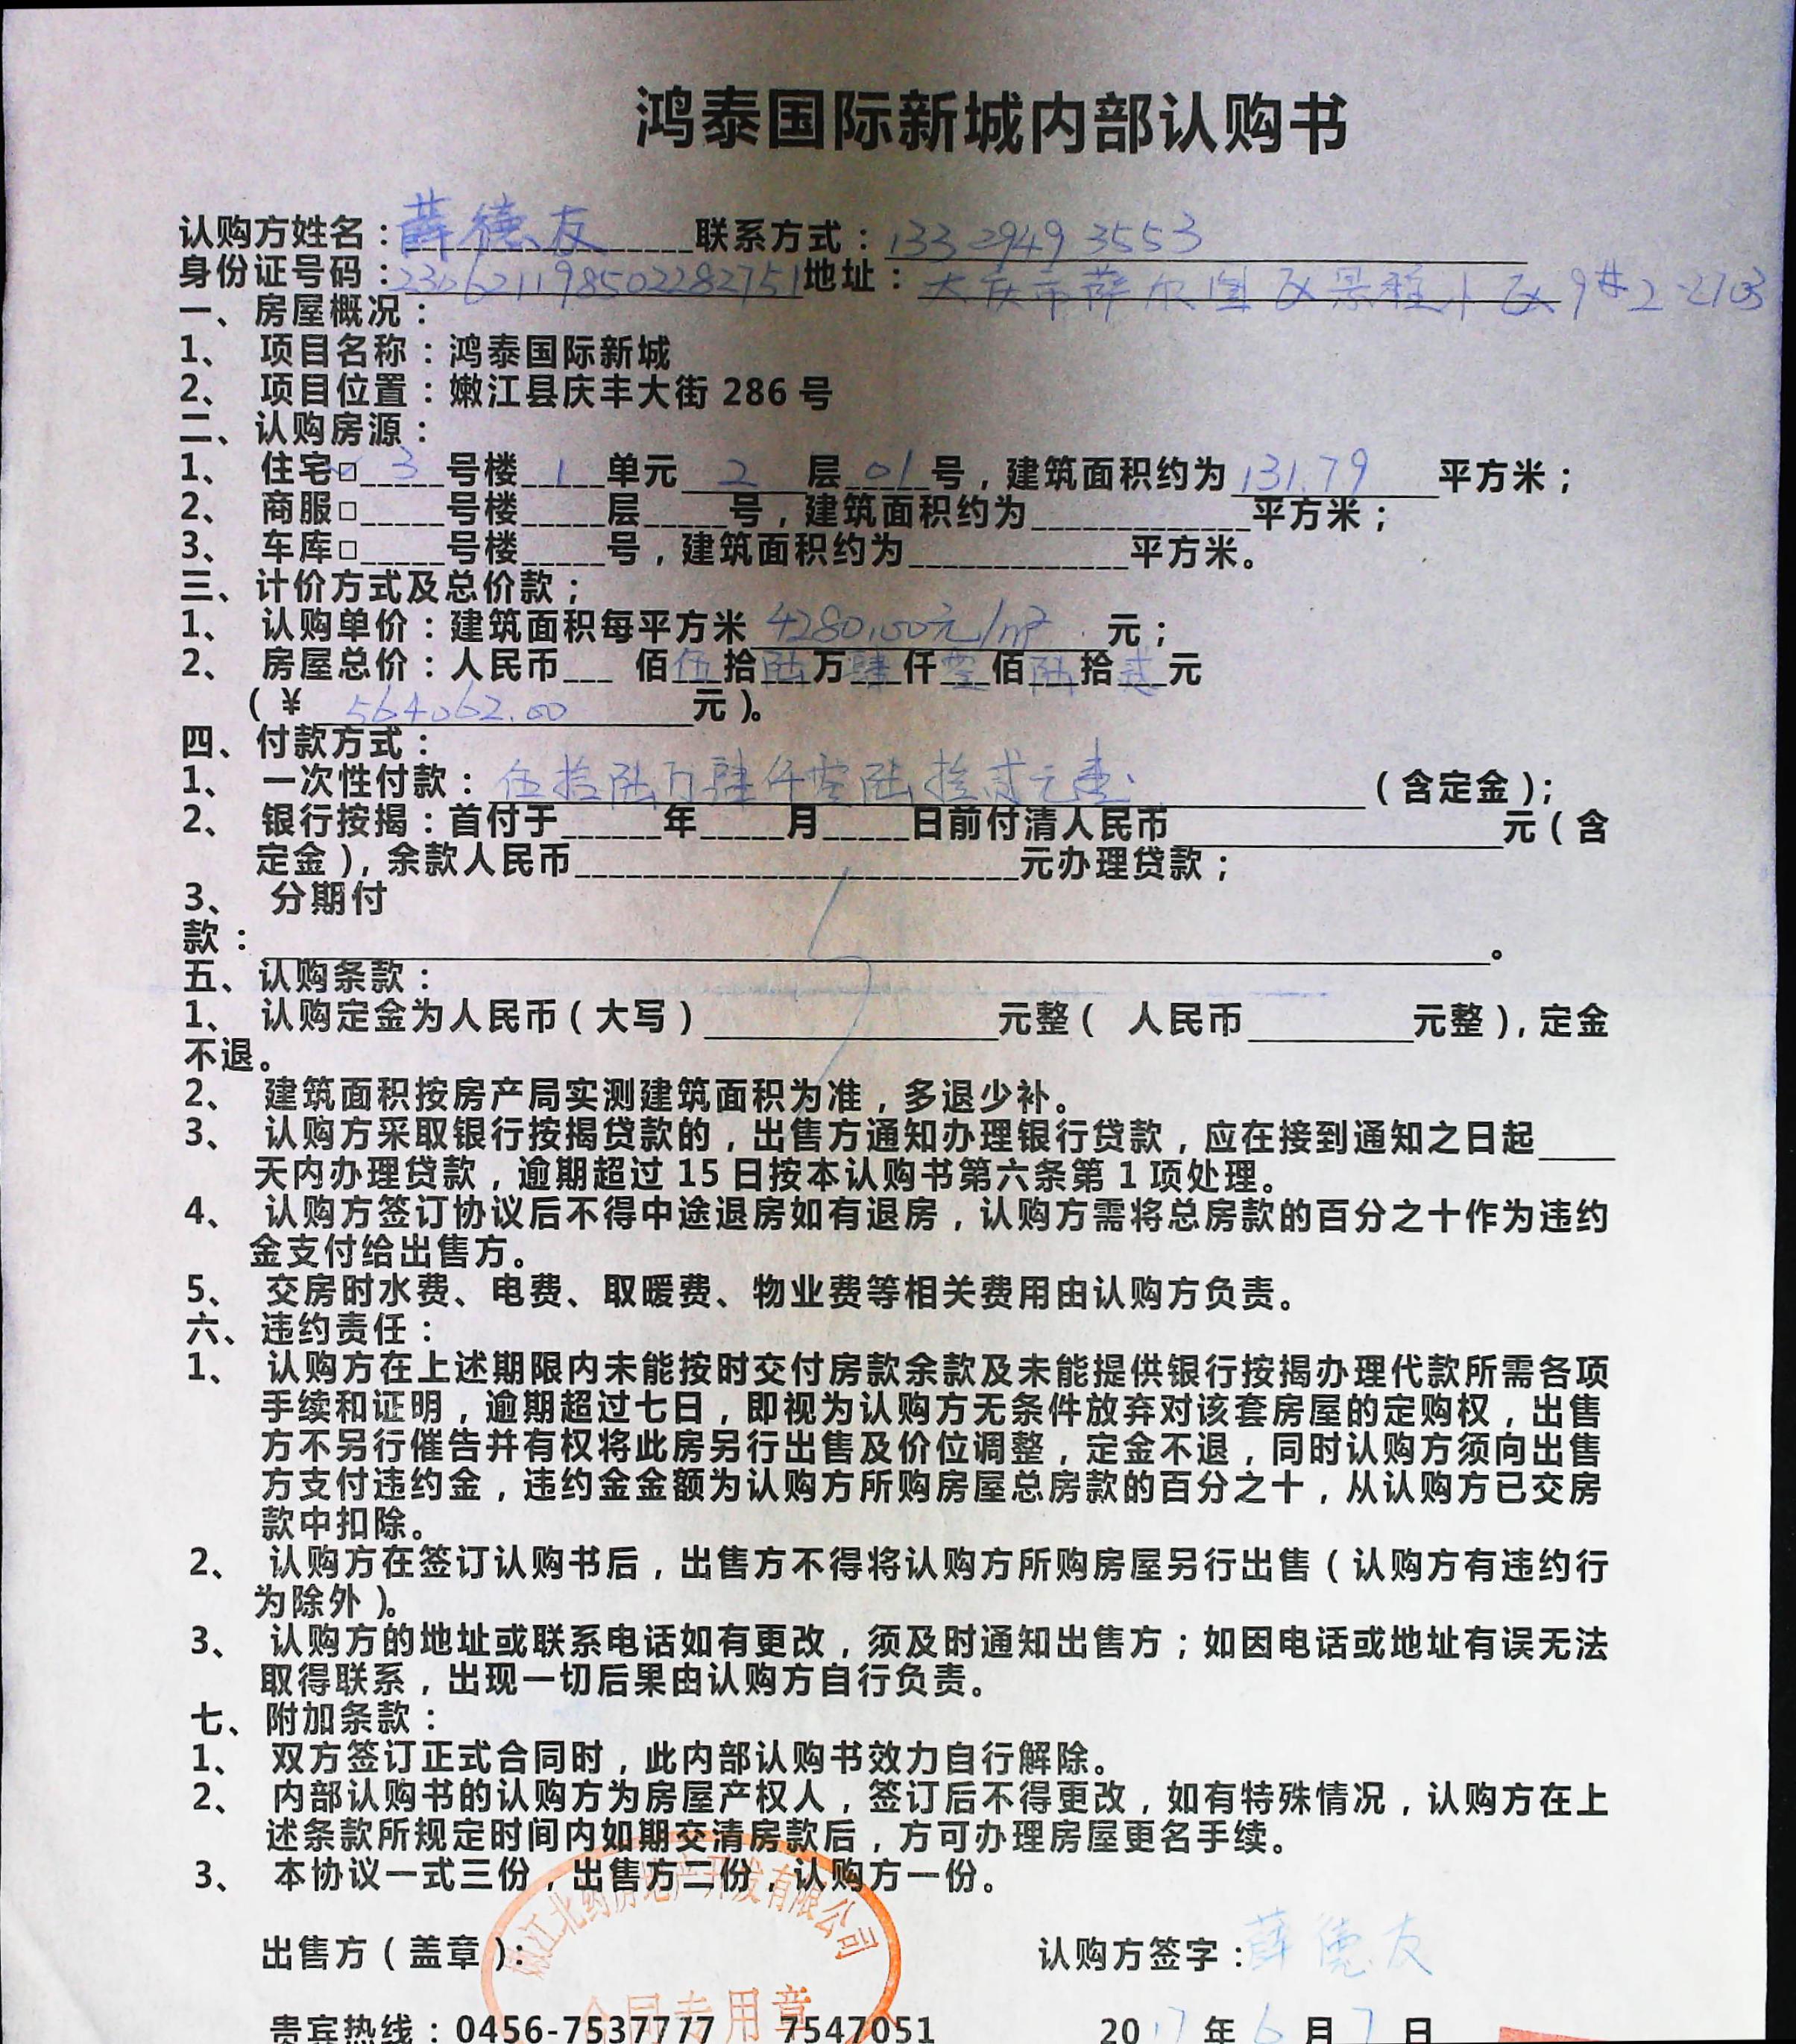 鸿泰国际新城内部认购书
认购方姓名：薛德友 联系方式：13329493553
身份证号码：230621198502282751地址：大庆市萨尔图区景雅小区9#2-2703
一、房屋概况：
1、 项目名称：鸿泰国际新城
2、 项目位置：嫩江县庆丰大街 286 号
二、认购房源：
1、 住宅□ 3 号楼 1 单元 2 层 01 号，建筑面积约为 131.79 平方米；
2、 商服□_____号楼_____层_____号，建筑面积约为_____________平方米；
3、 车库□_____号楼_____号，建筑面积约为_____________平方米。
三、计价方式及总价款；
1、 认购单价：建筑面积每平方米 4280.00元/m² 元；
2、 房屋总价：人民币___ 佰伍拾陆万肆仟零佰陆拾贰元
（￥ 564062.00 元）。
四、付款方式：
1、 一次性付款：伍拾陆万肆仟零陆拾贰元整 （含定金）；
2、 银行按揭：首付于______年_____月_____日前付清人民币__________元（含
定金），余款人民币__________________________元办理贷款；
3、 分期付
款：__________。
五、认购条款：
1、 认购定金为人民币（大写）__________元整（ 人民币________元整），定金
不退。
2、 建筑面积按房产局实测建筑面积为准，多退少补。
3、 认购方采取银行按揭贷款的，出售方通知办理银行贷款，应在接到通知之日起____
天内办理贷款，逾期超过 15 日按本认购书第六条第 1 项处理。
4、 认购方签订协议后不得中途退房如有退房，认购方需将总房款的百分之十作为违约
金支付给出售方。
5、 交房时水费、电费、取暖费、物业费等相关费用由认购方负责。
六、违约责任：
1、 认购方在上述期限内未能按时交付房款余款及未能提供银行按揭办理代款所需各项
手续和证明，逾期超过七日，即视为认购方无条件放弃对该套房屋的定购权，出售
方不另行催告并有权将此房另行出售及价位调整，定金不退，同时认购方须向出售
方支付违约金，违约金金额为认购方所购房屋总房款的百分之十，从认购方已交房
款中扣除。
2、 认购方在签订认购书后，出售方不得将认购方所购房屋另行出售（认购方有违约行
为除外）。
3、 认购方的地址或联系电话如有更改，须及时通知出售方；如因电话或地址有误无法
取得联系，出现一切后果由认购方自行负责。
七、附加条款：
1、 双方签订正式合同时，此内部认购书效力自行解除。
2、 内部认购书的认购方为房屋产权人，签订后不得更改，如有特殊情况，认购方在上
述条款所规定时间内如期交清房款后，方可办理房屋更名手续。
3、 本协议一式三份，出售方二份，认购方一份。
嫩江北药房地产开发有限公司
出售方（盖章）： 认购方签字：薛德友
合同专用章
贵宾热线：0456-7537777 7547051 2017 年 6 月 7 日